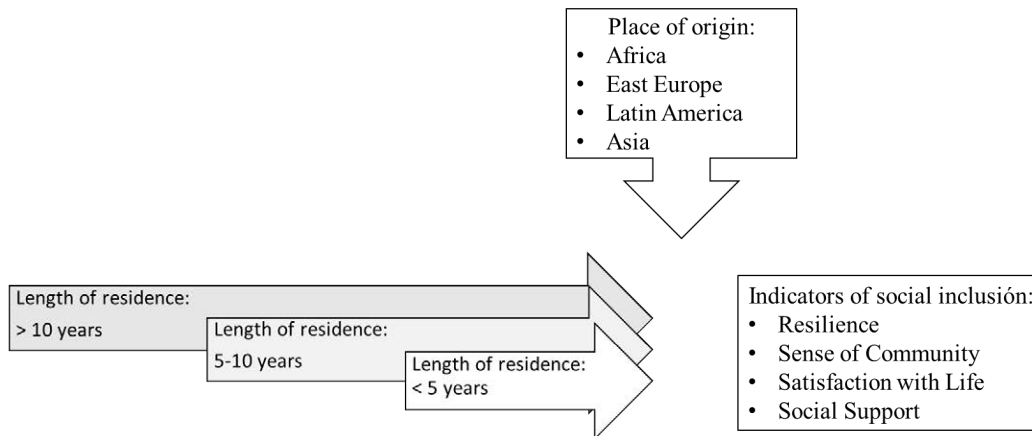 Place of origin:
• Africa
• East Europe
• Latin America
• Asia
Length of residence:
> 10 years
Length of residence:
5-10 years
Length of residence:
< 5 years
Indicators of social inclusión:
• Resilience
• Sense of Community
• Satisfaction with Life
• Social Support